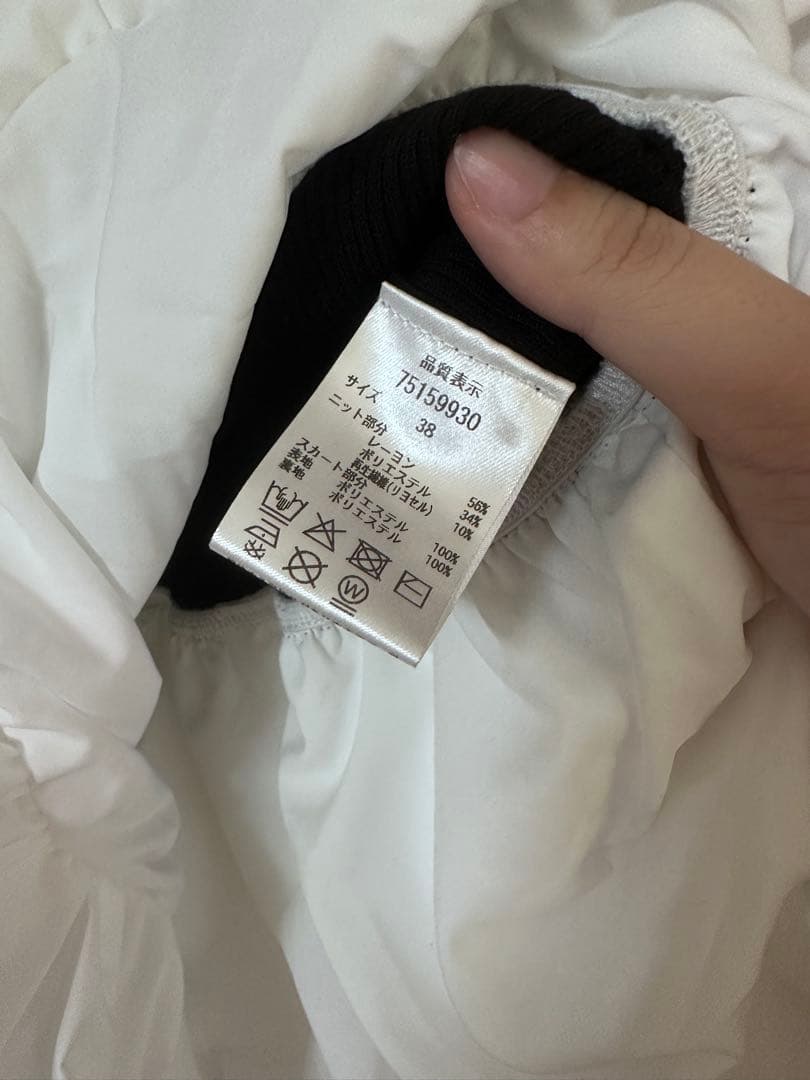 品質表示
75159930
サイズ 38
ニット部分
レーヨン 56%
ポリエステル 34%
再生繊維(リヨセル) 10%
スカート部分
表地 ポリエステル 100%
裏地 ポリエステル 100%
W